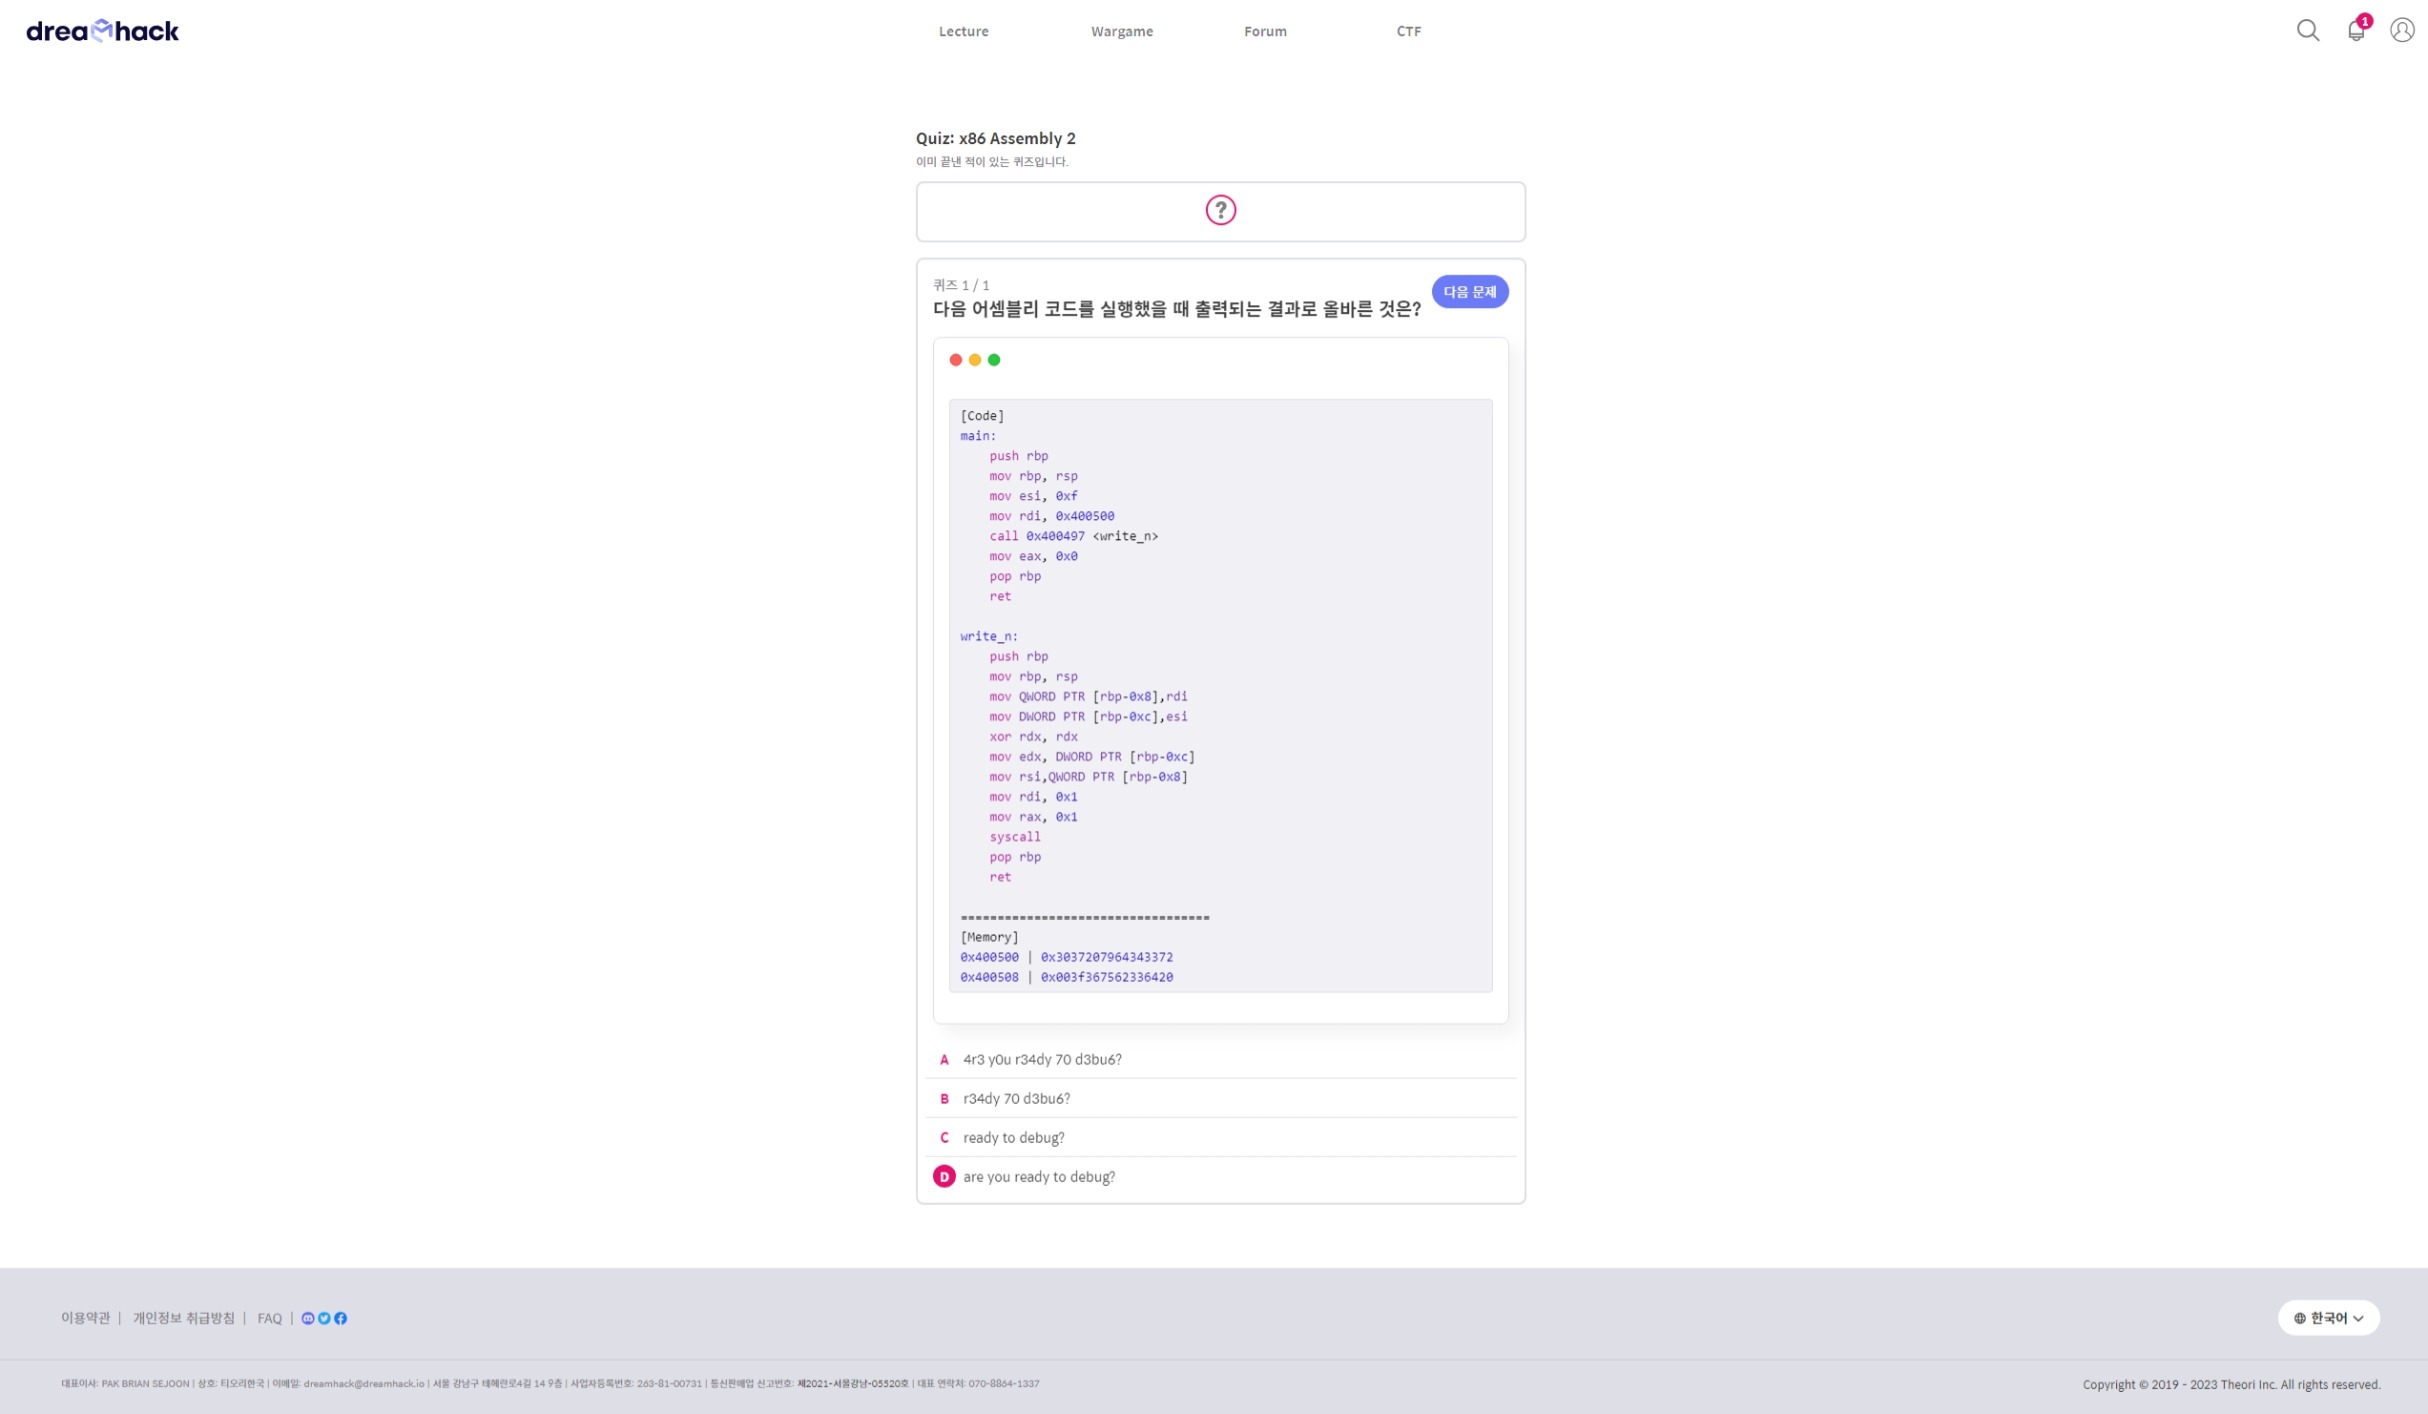 dreamhack
Lecture Wargame Forum CTF
1
Quiz: x86 Assembly 2
이미 끝낸 적이 있는 퀴즈입니다.
?
퀴즈 1 / 1
다음 문제
다음 어셈블리 코드를 실행했을 때 출력되는 결과로 올바른 것은?
[Code]
main:
push rbp
mov rbp, rsp
mov esi, 0xf
mov rdi, 0x400500
call 0x400497 <write_n>
mov eax, 0x0
pop rbp
ret
write_n:
push rbp
mov rbp, rsp
mov QWORD PTR [rbp-0x8],rdi
mov DWORD PTR [rbp-0xc],esi
xor rdx, rdx
mov edx, DWORD PTR [rbp-0xc]
mov rsi,QWORD PTR [rbp-0x8]
mov rdi, 0x1
mov rax, 0x1
syscall
pop rbp
ret
==================================
[Memory]
0x400500 | 0x3037207964343372
0x400508 | 0x003f367562336420
A 4r3 y0u r34dy 70 d3bu6?
B r34dy 70 d3bu6?
C ready to debug?
D are you ready to debug?
이용약관 | 개인정보 취급방침 | FAQ |
한국어
대표이사: PAK BRIAN SEJOON | 상호: 티오리한국 | 이메일: dreamhack@dreamhack.io | 서울 강남구 테헤란로4길 14 9층 | 사업자등록번호: 263-81-00731 | 통신판매업 신고번호: 제2021-서울강남-05520호 | 대표 연락처: 070-8864-1337
Copyright © 2019 - 2023 Theori Inc. All rights reserved.